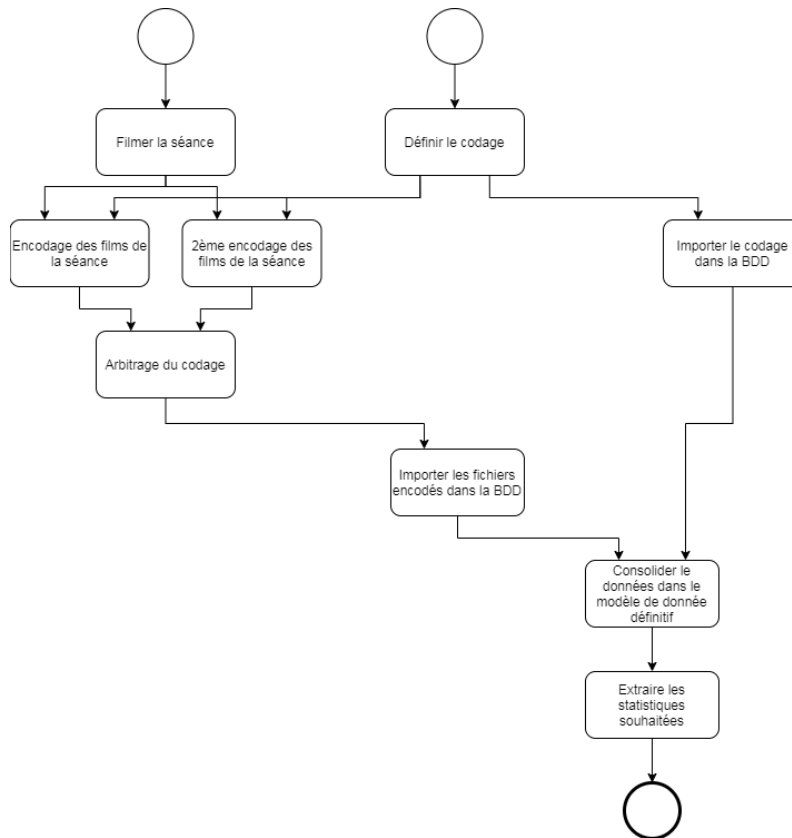 Filmer la séance
Définir le codage
Encodage des films de
la séance
2ème encodage des
films de la séance
Importer le codage
dans la BDD
Arbitrage du codage
Importer les fichiers
encodés dans la BDD
Consolider le
données dans le
modèle de donnée
définitif
Extraire les
statistiques
souhaitées